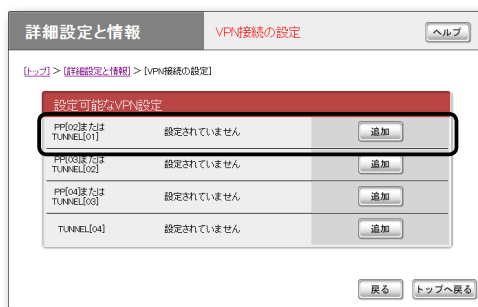 詳細設定と情報
VPN接続の設定
ヘルプ
[トップ] > [詳細設定と情報] > [VPN接続の設定]
設定可能なVPN設定
PP[02]または
TUNNEL[01]
設定されていません
追加
PP[03]または
TUNNEL[02]
設定されていません
追加
PP[04]または
TUNNEL[03]
設定されていません
追加
TUNNEL[04]
設定されていません
追加
戻る
トップへ戻る